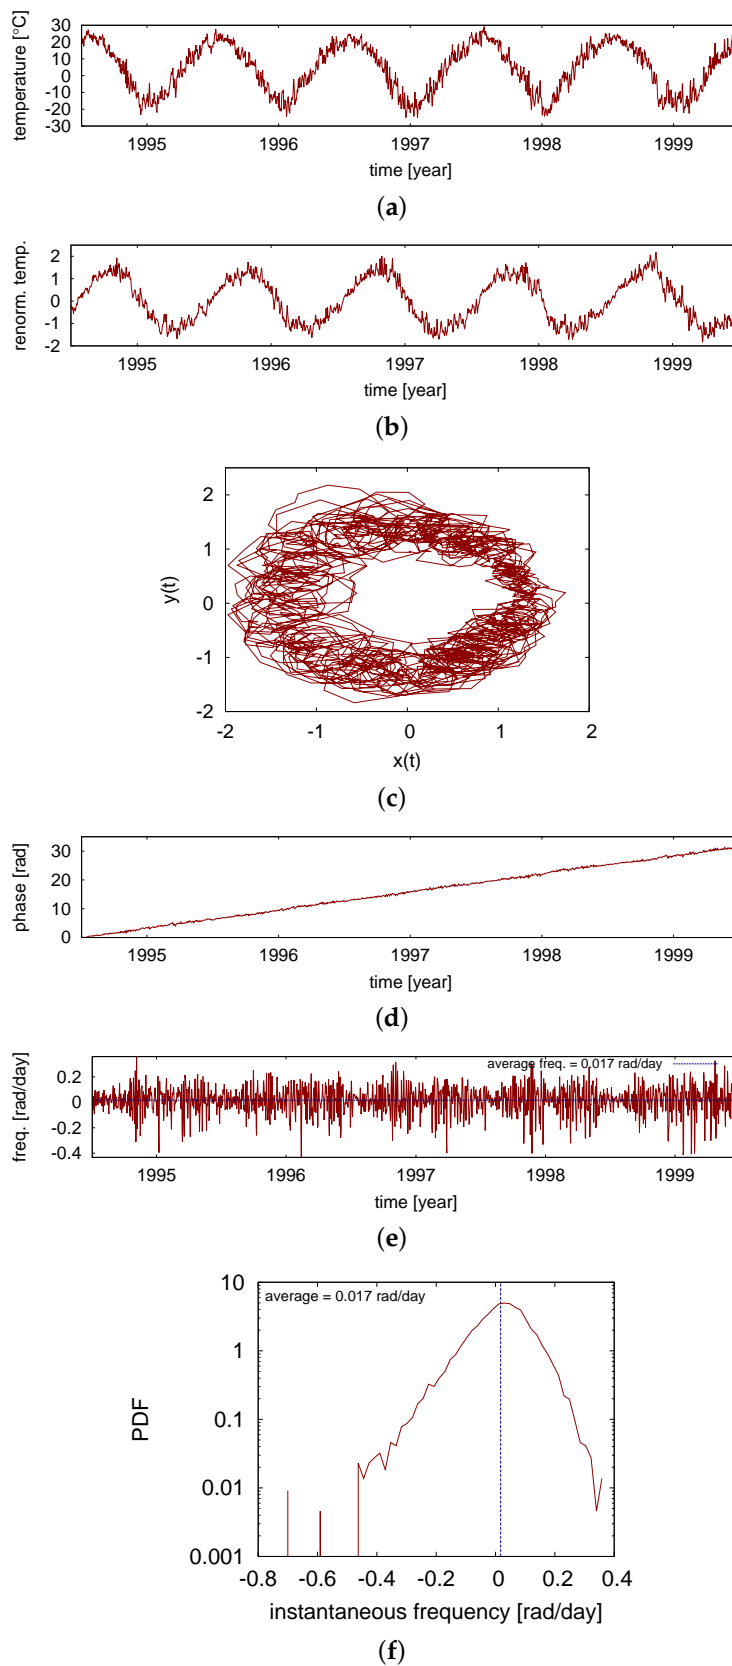 temperature [°C]
30
20
10
0
-10
-20
-30
1995 1996 1997 1998 1999
time [year]
(a)
renorm. temp.
2
1
0
-1
-2
1995 1996 1997 1998 1999
time [year]
(b)
y(t)
2
1
0
-1
-2
-2 -1 0 1 2
x(t)
(c)
phase [rad]
30
20
10
0
1995 1996 1997 1998 1999
time [year]
(d)
freq. [rad/day]
average freq. = 0.017 rad/day
0.2
0
-0.2
-0.4
1995 1996 1997 1998 1999
time [year]
(e)
PDF
10
average = 0.017 rad/day
1
0.1
0.01
0.001
-0.8 -0.6 -0.4 -0.2 0 0.2 0.4
instantaneous frequency [rad/day]
(f)